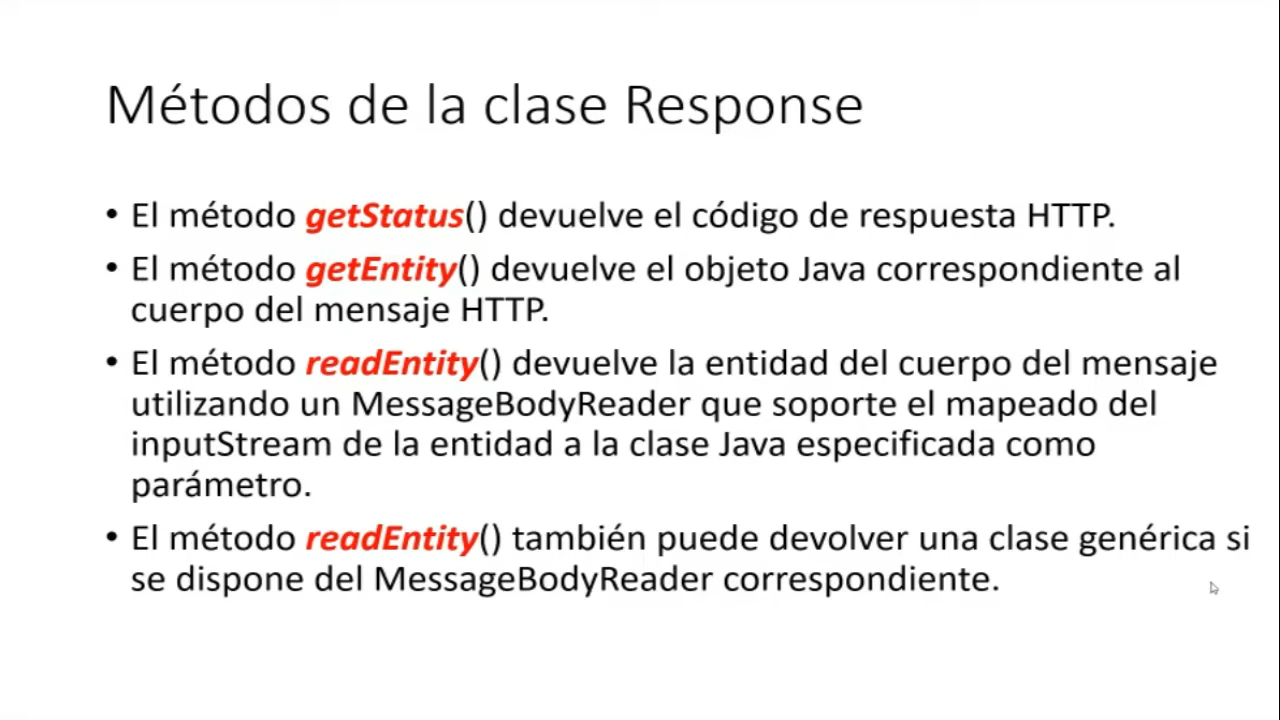 Métodos de la clase Response
• El método getStatus() devuelve el código de respuesta HTTP.
• El método getEntity() devuelve el objeto Java correspondiente al
cuerpo del mensaje HTTP.
• El método readEntity() devuelve la entidad del cuerpo del mensaje
utilizando un MessageBodyReader que soporte el mapeado del
inputStream de la entidad a la clase Java especificada como
parámetro.
• El método readEntity() también puede devolver una clase genérica si
se dispone del MessageBodyReader correspondiente.